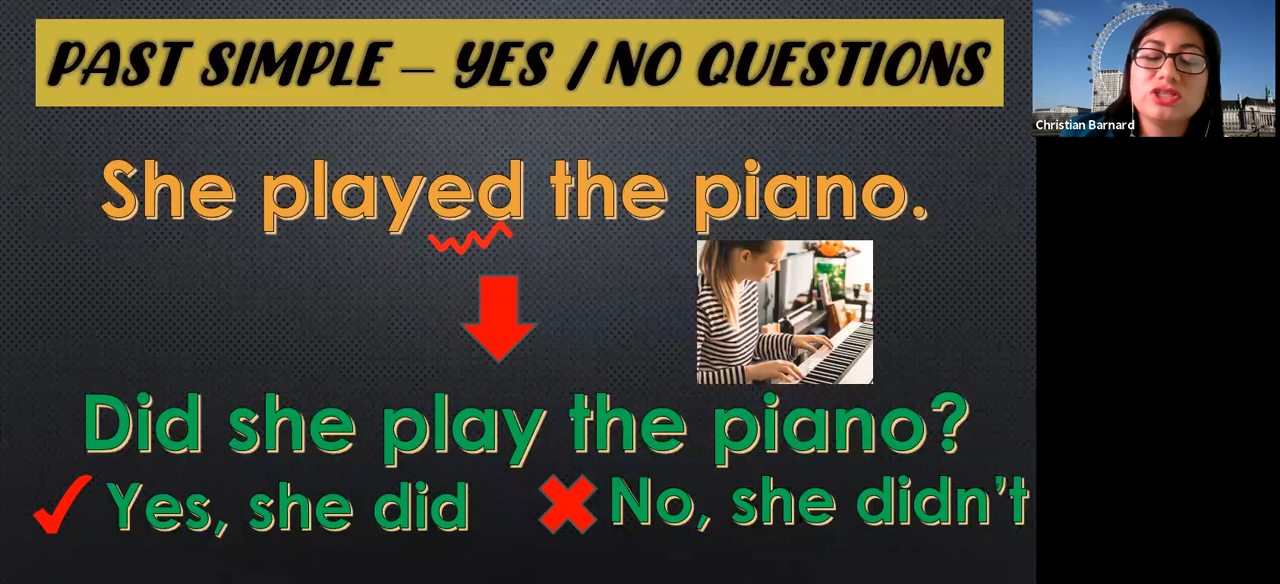 PAST SIMPLE – YES / NO QUESTIONS
Christian Barnard
She played the piano.
Did she play the piano?
Yes, she did
No, she didn't